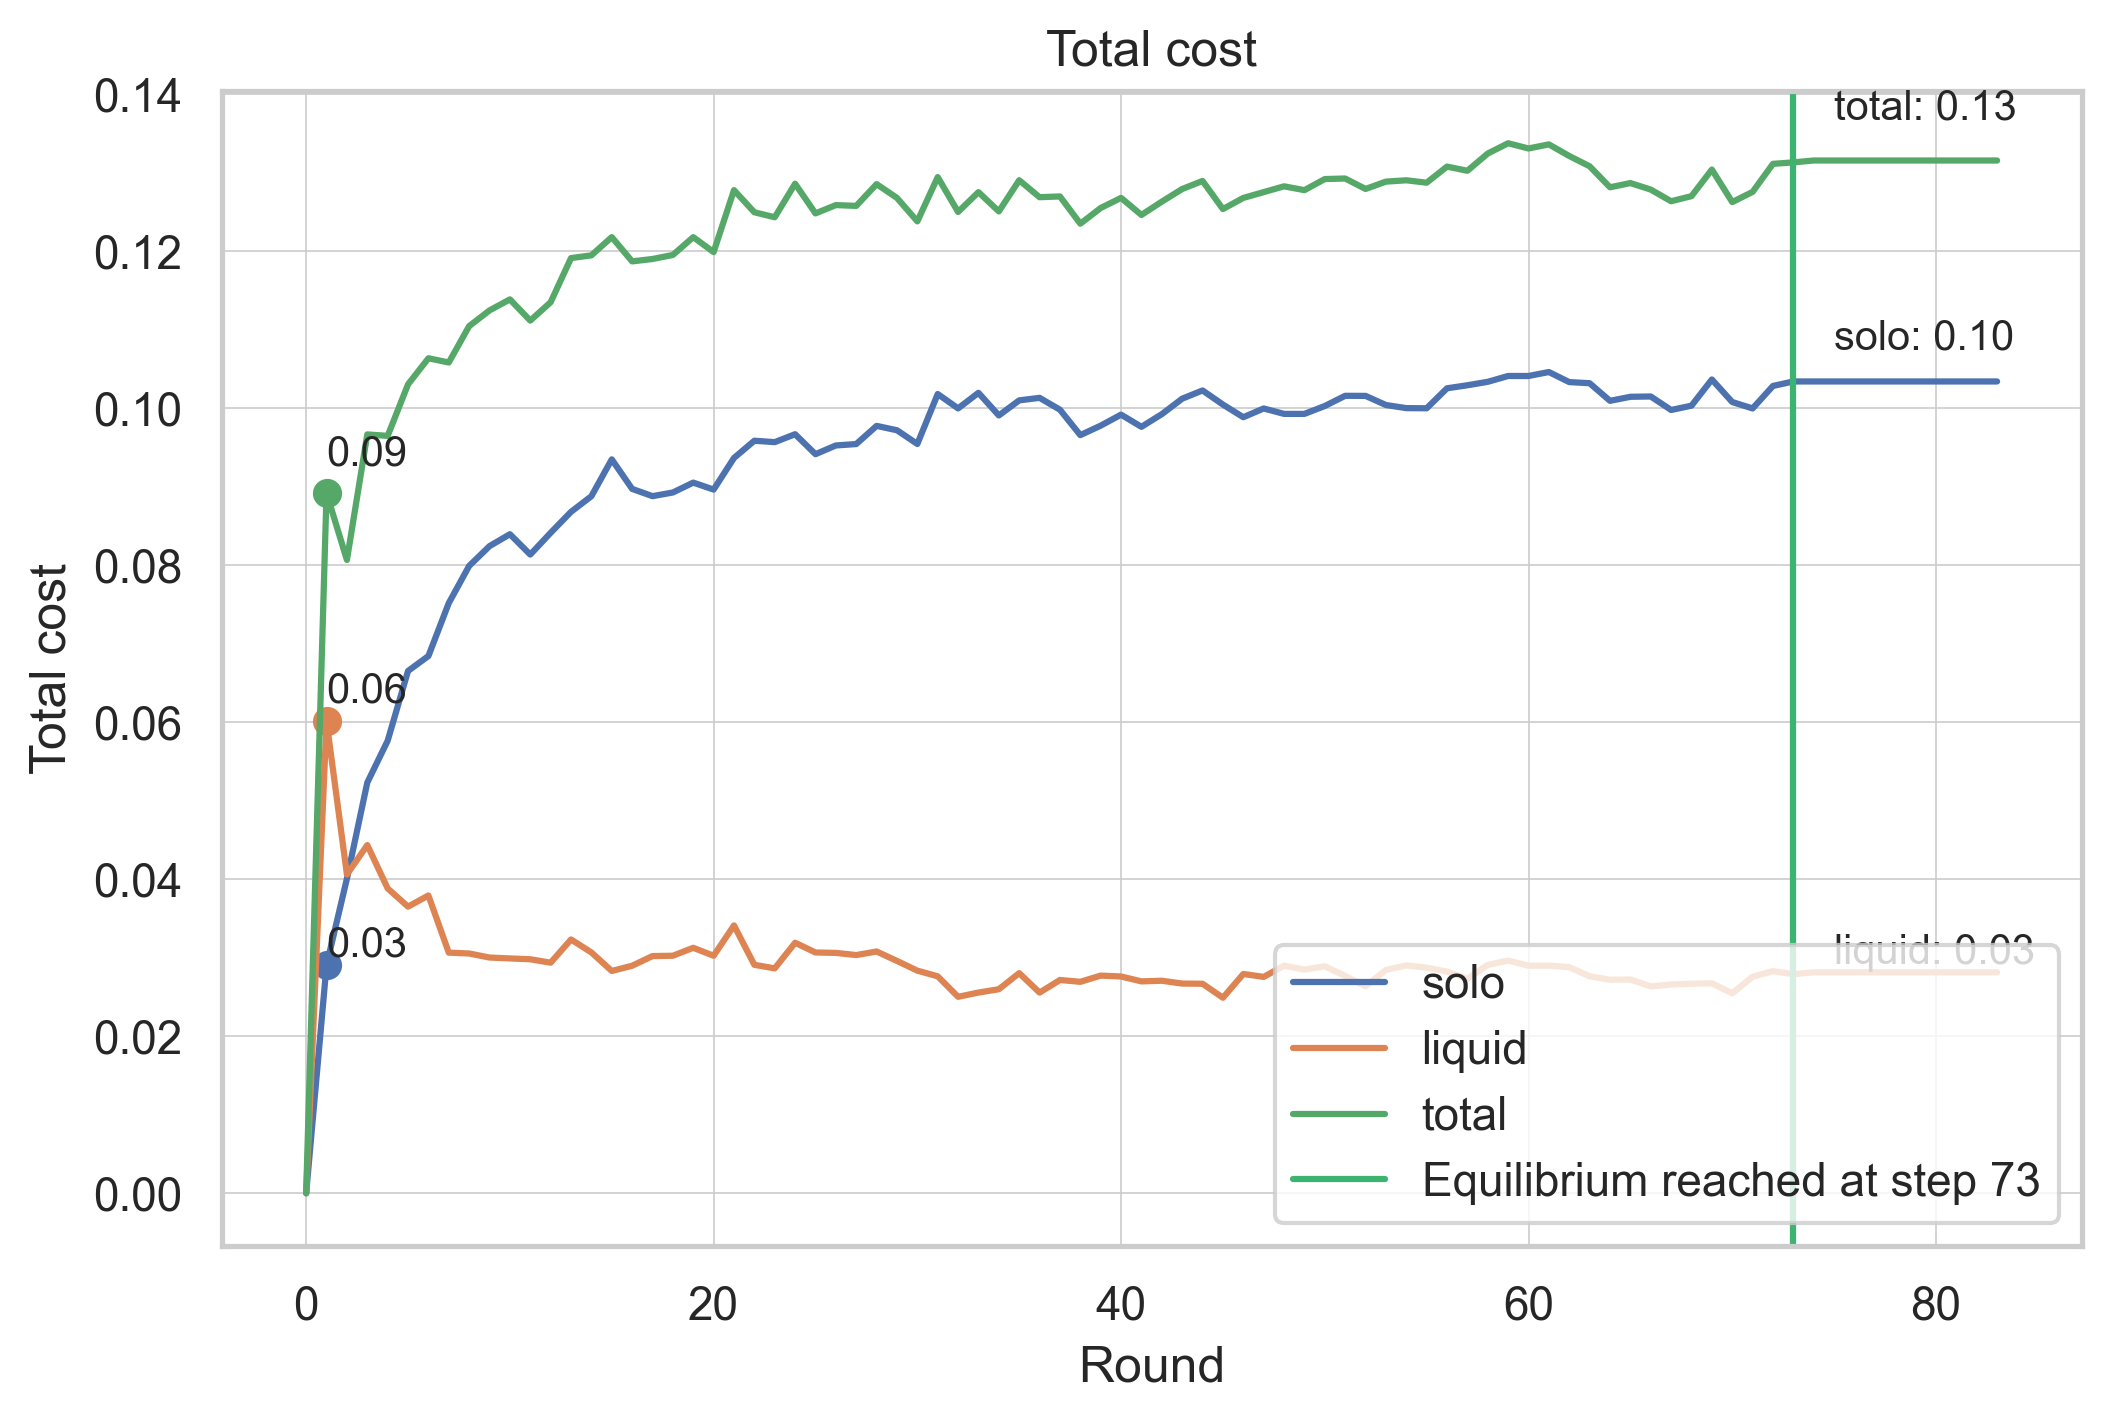 Total cost
0.14
0.12
0.10
0.08
0.06
0.04
0.02
0.00
Total cost
total: 0.13
solo: 0.10
liquid: 0.03
0.09
0.06
0.03
solo
liquid
total
Equilibrium reached at step 73
0 20 40 60 80
Round